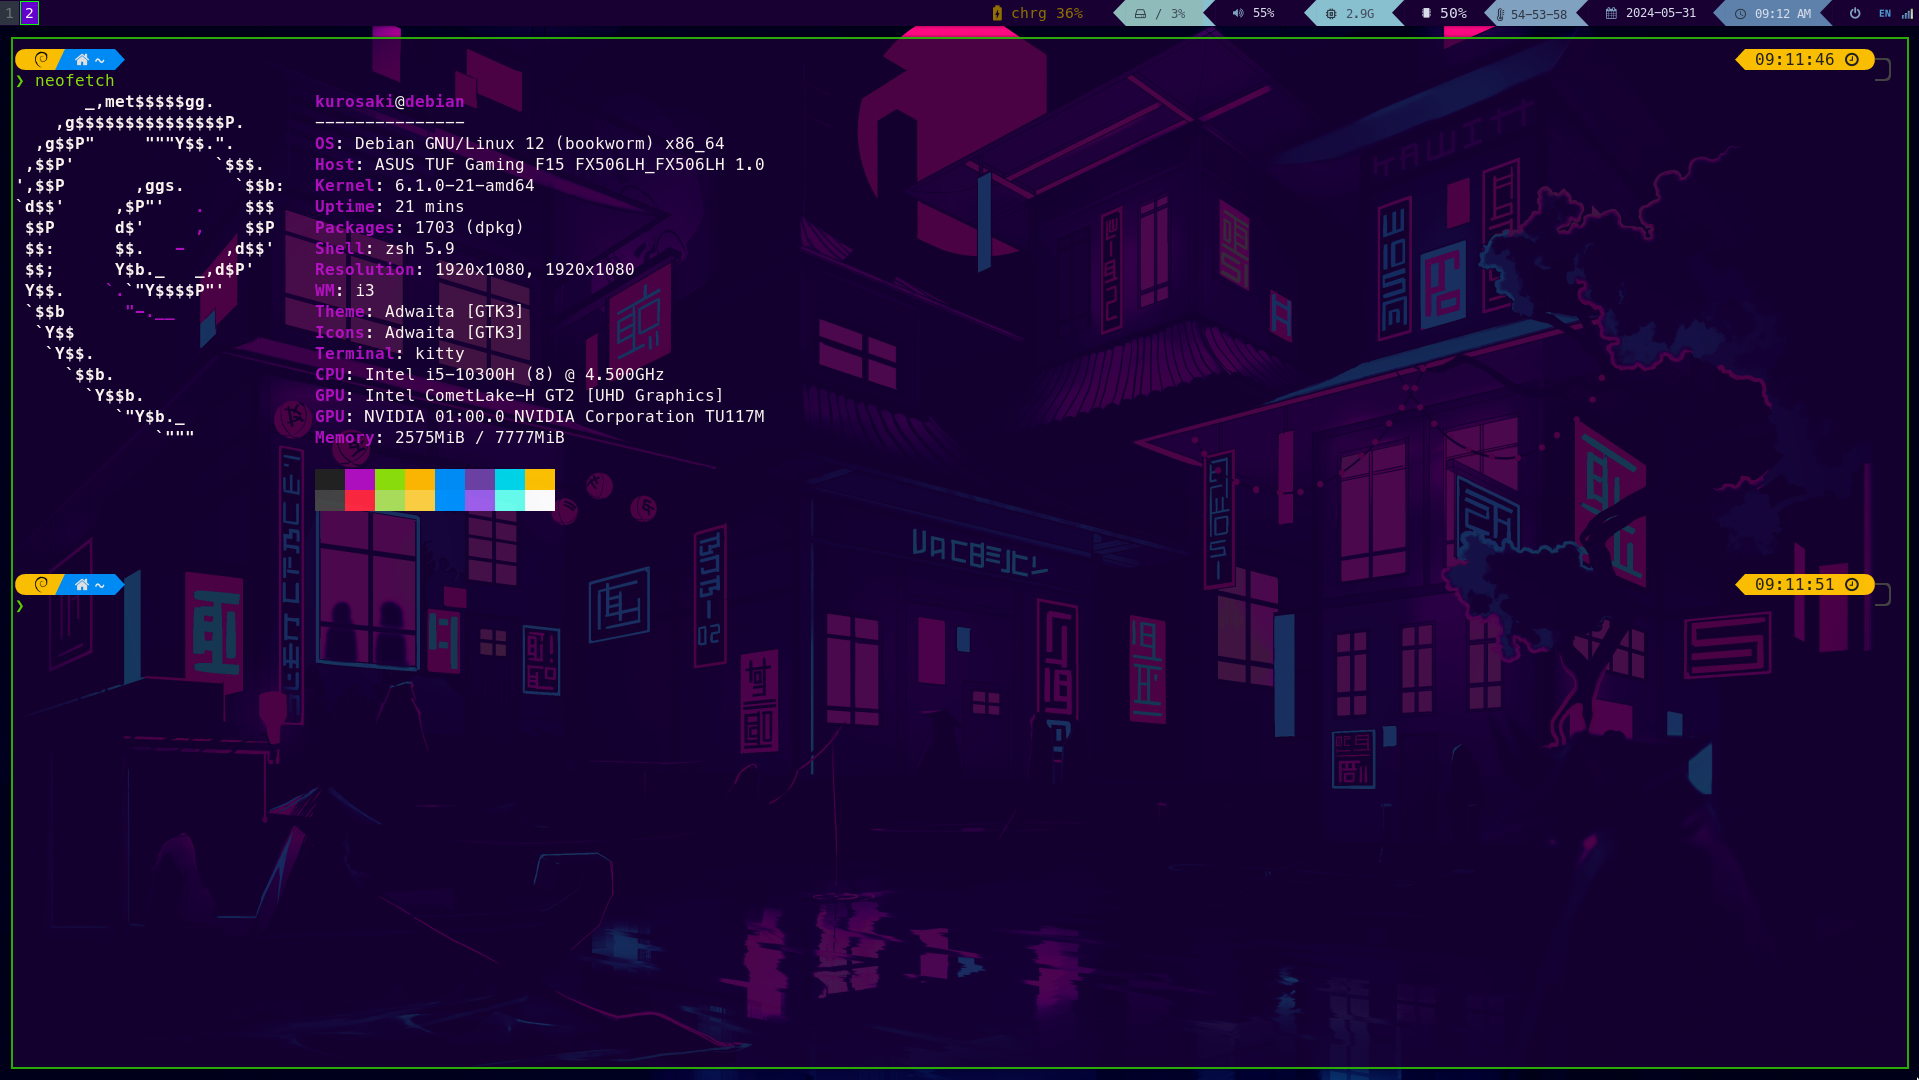 1 2 chrg 36% / 3% 55% 2.9G 50% 54-53-58 2024-05-31 09:12 AM EN
~ 09:11:46
❯ neofetch
_,met$$$$$gg. kurosaki@debian
,g$$$$$$$$$$$$$$$P. ---------------
,g$$P" """Y$$.". OS: Debian GNU/Linux 12 (bookworm) x86_64
,$$P' `$$$. Host: ASUS TUF Gaming F15 FX506LH_FX506LH 1.0
',$$P ,ggs. `$$b: Kernel: 6.1.0-21-amd64
`d$$' ,$P"' . $$$ Uptime: 21 mins
$$P d$' , $$P Packages: 1703 (dpkg)
$$: $$. - ,d$$' Shell: zsh 5.9
$$; Y$b._ _,d$P' Resolution: 1920x1080, 1920x1080
Y$$. `.`"Y$$$$P"' WM: i3
`$$b "-.__ Theme: Adwaita [GTK3]
`Y$$ Icons: Adwaita [GTK3]
`Y$$. Terminal: kitty
`$$b. CPU: Intel i5-10300H (8) @ 4.500GHz
`Y$$b. GPU: Intel CometLake-H GT2 [UHD Graphics]
`"Y$b._ GPU: NVIDIA 01:00.0 NVIDIA Corporation TU117M
`""" Memory: 2575MiB / 7777MiB
~ 09:11:51
❯